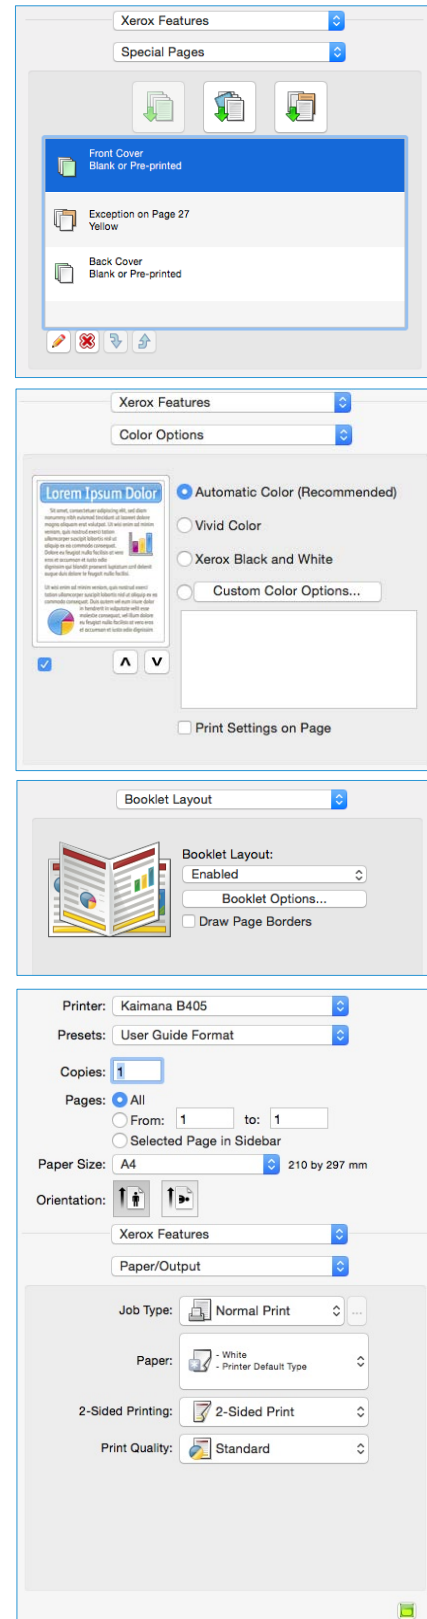 Xerox Features
Special Pages
Front Cover
Blank or Pre-printed
Exception on Page 27
Yellow
Back Cover
Blank or Pre-printed
Xerox Features
Color Options
Lorem Ipsum Dolor
Automatic Color (Recommended)
Vivid Color
Xerox Black and White
Custom Color Options...
Print Settings on Page
Booklet Layout
Booklet Layout:
Enabled
Booklet Options...
Draw Page Borders
Printer: Kaimana B405
Presets: User Guide Format
Copies: 1
Pages: All
From: 1 to: 1
Selected Page in Sidebar
Paper Size: A4 210 by 297 mm
Orientation:
Xerox Features
Paper/Output
Job Type: Normal Print ...
Paper: - White
- Printer Default Type
2-Sided Printing: 2-Sided Print
Print Quality: Standard